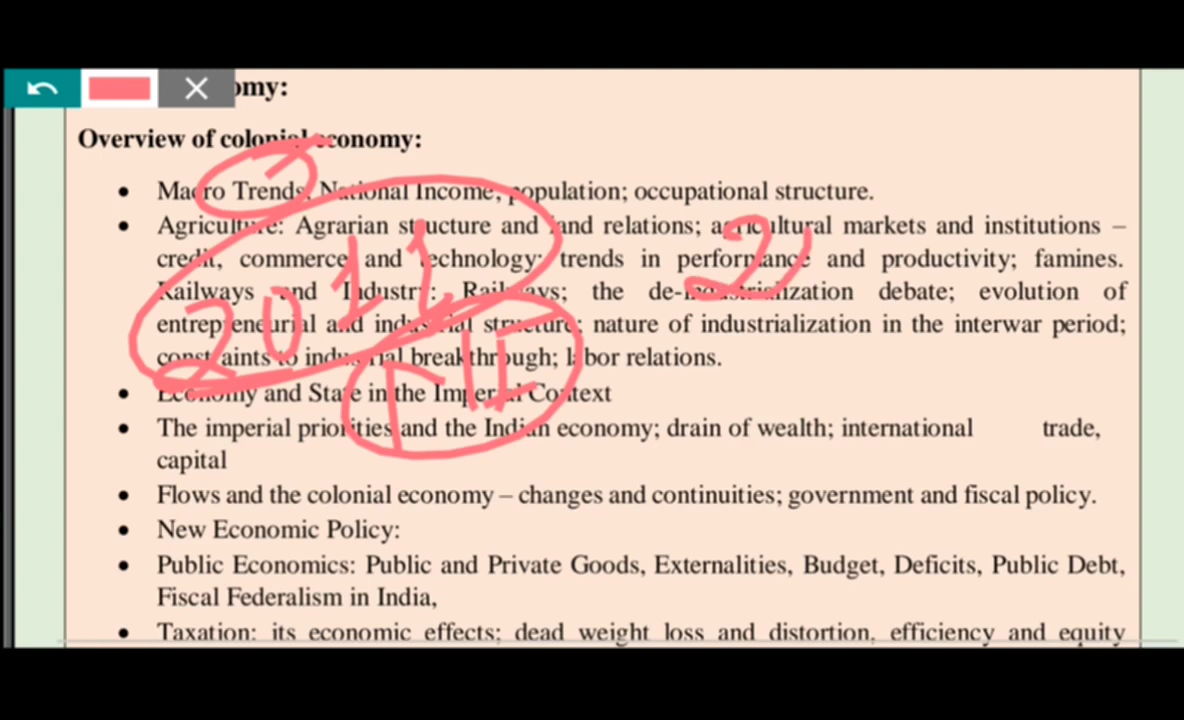 omy:
Overview of colonial economy:
• Macro Trends, National Income, population; occupational structure.
• Agriculture: Agrarian structure and land relations; agricultural markets and institutions –
credit, commerce and technology; trends in performance and productivity; famines.
Railways and Industry: Railways; the de-industrialization debate; evolution of
entrepreneurial and industrial structure; nature of industrialization in the interwar period;
constraints to industrial breakthrough; labor relations.
• Economy and State in the Imperial Context
• The imperial priorities and the Indian economy; drain of wealth; international trade,
capital
• Flows and the colonial economy – changes and continuities; government and fiscal policy.
• New Economic Policy:
• Public Economics: Public and Private Goods, Externalities, Budget, Deficits, Public Debt,
Fiscal Federalism in India,
• Taxation: its economic effects; dead weight loss and distortion, efficiency and equity
2011
2